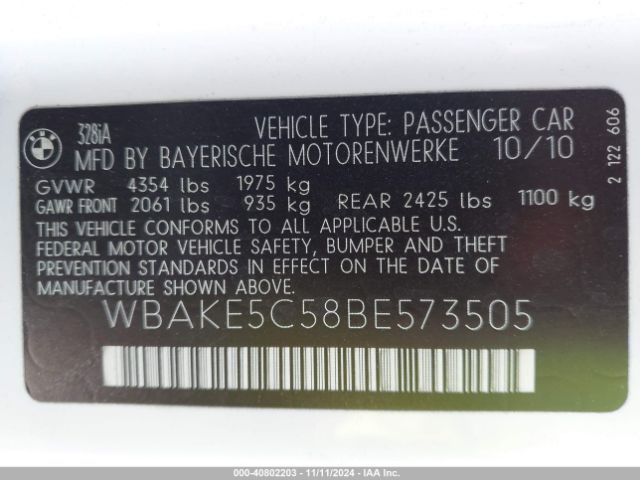 BMW
328iA
VEHICLE TYPE: PASSENGER CAR
MFD BY BAYERISCHE MOTORENWERKE 10/10
GVWR 4354 lbs 1975 kg
GAWR FRONT 2061 lbs 935 kg REAR 2425 lbs 1100 kg
THIS VEHICLE CONFORMS TO ALL APPLICABLE U.S.
FEDERAL MOTOR VEHICLE SAFETY, BUMPER AND THEFT
PREVENTION STANDARDS IN EFFECT ON THE DATE OF
MANUFACTURE SHOWN ABOVE.
WBAKE5C58BE573505
2 122 606
00-40802203 - 11/11/2024 - IAA Inc.